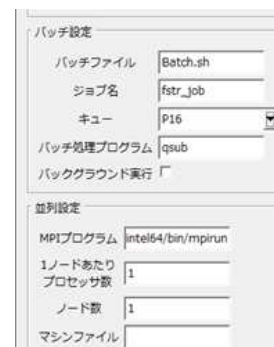 バッチ設定
バッチファイル Batch.sh
ジョブ名 fstr_job
キュー P16
バッチ処理プログラム qsub
バックグラウンド実行
並列設定
MPIプログラム intel64/bin/mpirun
1ノードあたり
プロセッサ数 1
ノード数 1
マシンファイル